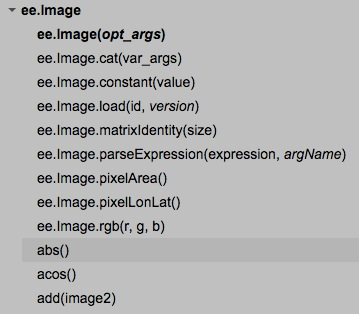 ee.Image
ee.Image(opt_args)
ee.Image.cat(var_args)
ee.Image.constant(value)
ee.Image.load(id, version)
ee.Image.matrixIdentity(size)
ee.Image.parseExpression(expression, argName)
ee.Image.pixelArea()
ee.Image.pixelLonLat()
ee.Image.rgb(r, g, b)
abs()
acos()
add(image2)